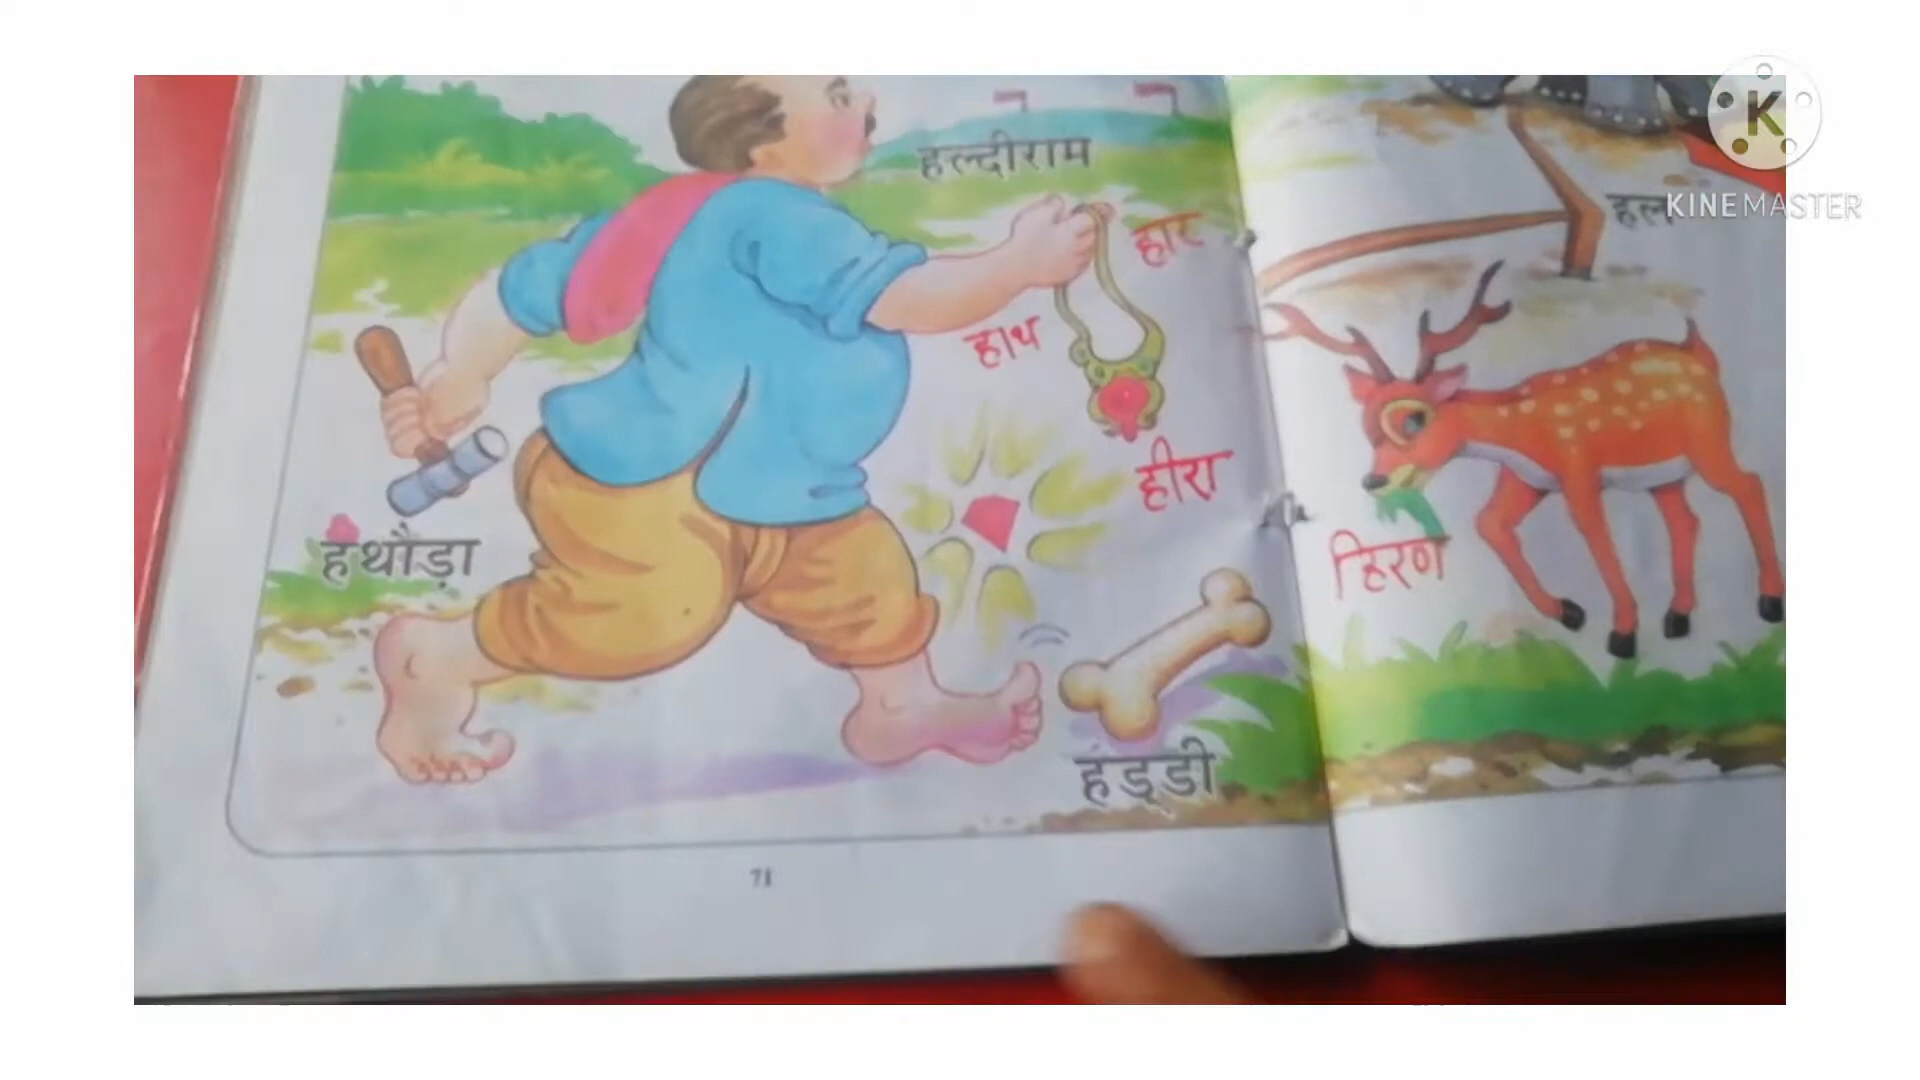 हल्दीराम
हार
हाथ
हीरा
हथौड़ा
हड्डी
71
हल
हिरण
K
KINEMASTER